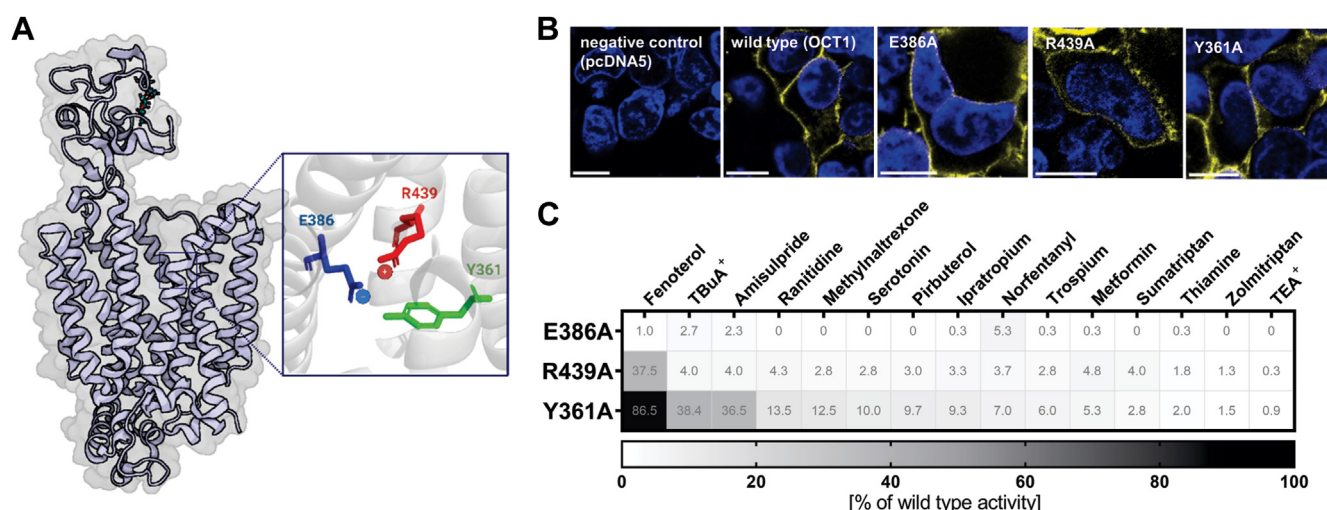 A
E386
R439
Y361
B
negative control
(pcDNA5)
wild type (OCT1)
E386A
R439A
Y361A
C
Fenoterol
TBuA+
Amisulpride
Ranitidine
Methylnaltrexone
Serotonin
Pirbuterol
Ipratropium
Norfentanyl
Trospium
Metformin
Sumatriptan
Thiamine
Zolmitriptan
TEA+
E386A 1.0 2.7 2.3 0 0 0 0 0.3 5.3 0.3 0.3 0 0.3 0 0
R439A 37.5 4.0 4.0 4.3 2.8 2.8 3.0 3.3 3.7 2.8 4.8 4.0 1.8 1.3 0.3
Y361A 86.5 38.4 36.5 13.5 12.5 10.0 9.7 9.3 7.0 6.0 5.3 2.8 2.0 1.5 0.9
0 20 40 60 80 100
[% of wild type activity]